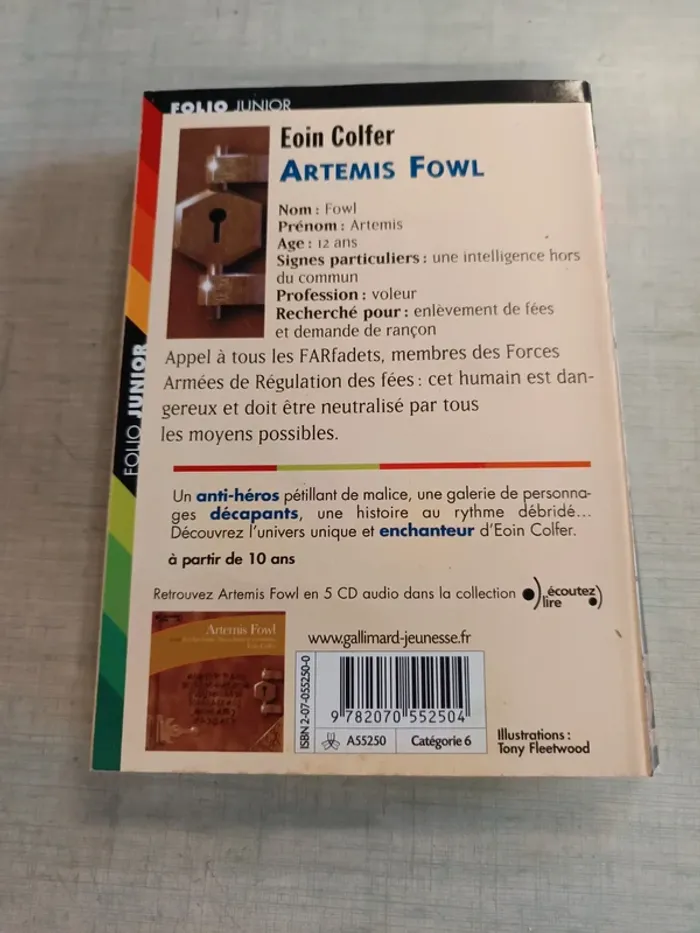 FOLIO JUNIOR
Eoin Colfer
ARTEMIS FOWL
Nom : Fowl
Prénom : Artemis
Age : 12 ans
Signes particuliers : une intelligence hors
du commun
Profession : voleur
Recherché pour : enlèvement de fées
et demande de rançon
Appel à tous les FARfadets, membres des Forces
Armées de Régulation des fées : cet humain est dan-
gereux et doit être neutralisé par tous
les moyens possibles.
FOLIO JUNIOR
Un anti-héros pétillant de malice, une galerie de personna-
ges décapants, une histoire au rythme débridé...
Découvrez l'univers unique et enchanteur d'Eoin Colfer.
à partir de 10 ans
Retrouvez Artemis Fowl en 5 CD audio dans la collection
écoutez
lire
Artemis Fowl
www.gallimard-jeunesse.fr
ISBN 2-07-055250-0
9 782070 552504
A55250
Catégorie 6
Illustrations :
Tony Fleetwood